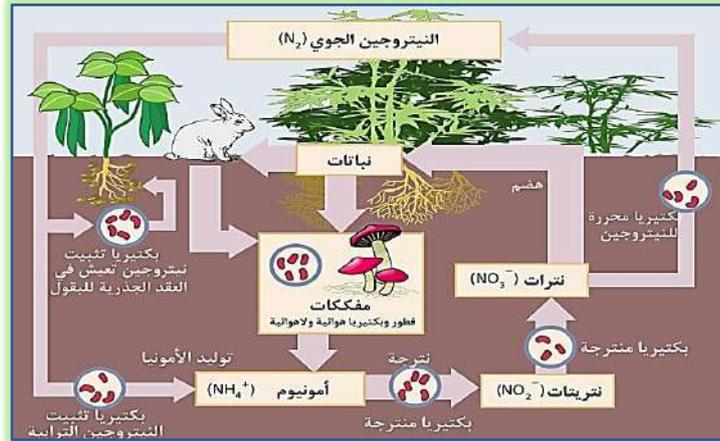 النيتروجين الجوي (N₂)
نباتات
هضم
بكتيريا محررة
للنيتروجين
بكتيريا تثبيت
نيتروجين تعيش في
العقد الجذرية للبقول
مفككات
فطور وبكتيريا هوائية ولاهوائية
نترات (NO₃⁻)
بكتيريا منترجة
توليد الأمونيا
نترجة
أمونيوم (NH₄⁺)
نتريتات (NO₂⁻)
بكتيريا تثبيت
النيتروجين الترابية
بكتيريا منترجة